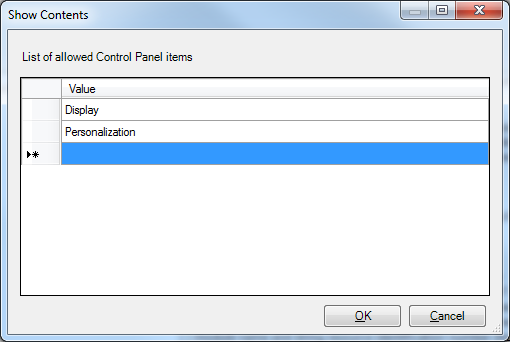 Show Contents
List of allowed Control Panel items
Value
Display
Personalization
OK
Cancel